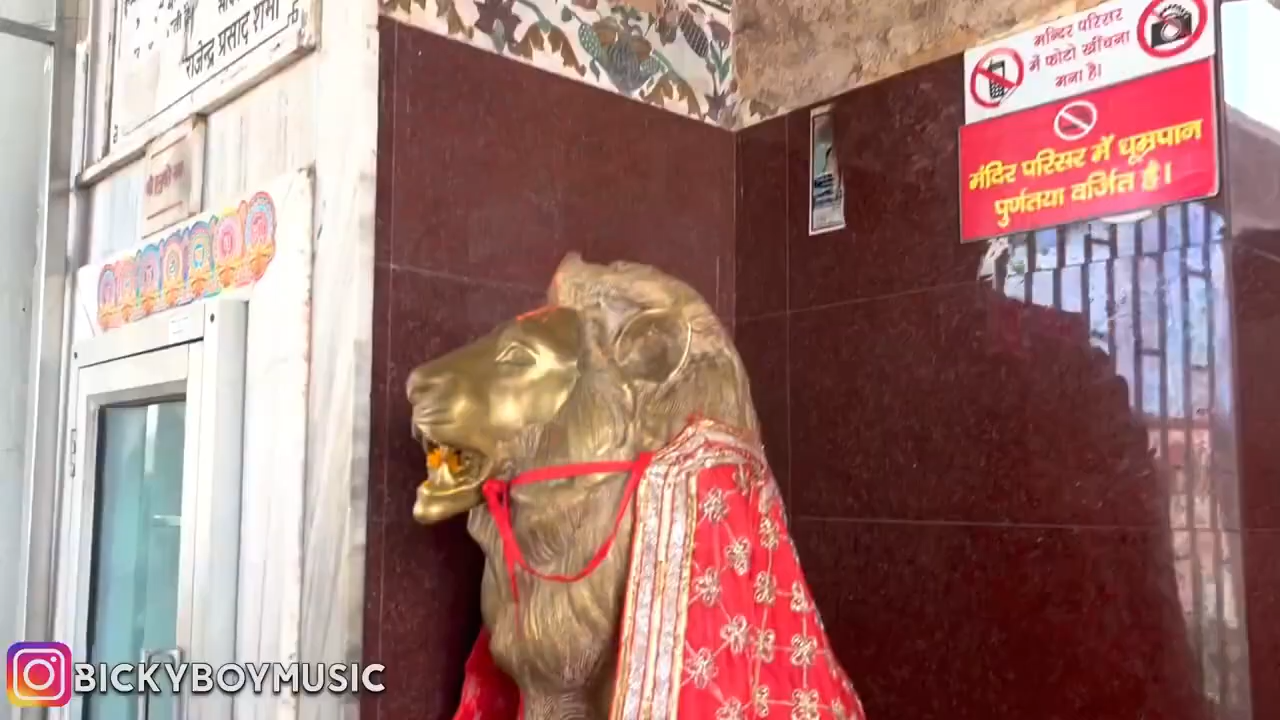 राजेन्द्र प्रसाद शर्मा
मन्दिर परिसर
में फोटो खींचना
मना है।
मंदिर परिसर में धूम्रपान
पुर्णतया वर्जित है।
BICKYBOYMUSIC